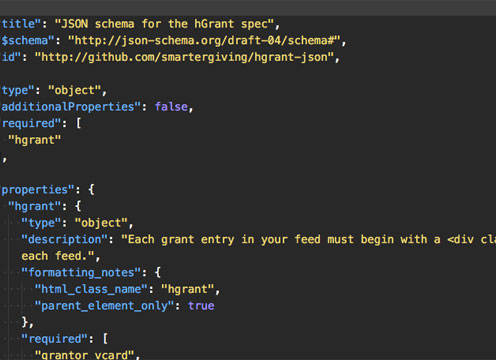 title": "JSON schema for the hGrant spec",
$schema": "http://json-schema.org/draft-04/schema#",
id": "http://github.com/smartergiving/hgrant-json",
type": "object",
additionalProperties": false,
required": [
"hgrant"
,
properties": {
"hgrant": {
"type": "object",
"description": "Each grant entry in your feed must begin with a <div cla
each feed.",
"formatting_notes": {
"html_class_name": "hgrant",
"parent_element_only": true
},
"required": [
"grantor vcard",